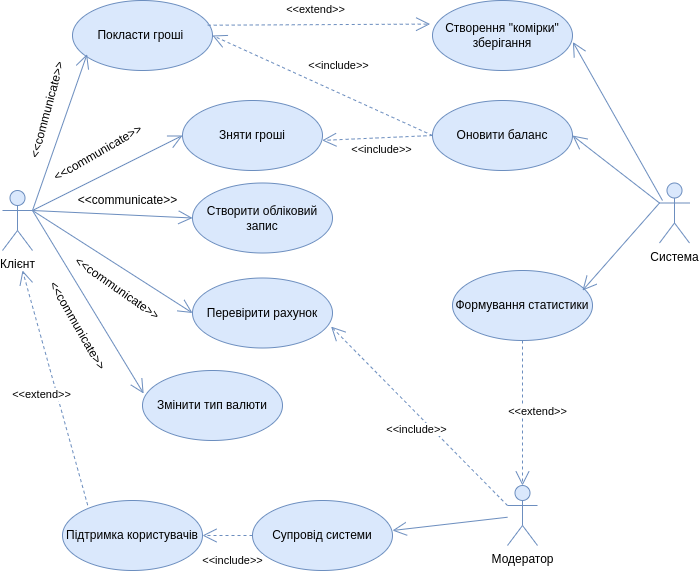 <<extend>>
Покласти гроші
Створення "комірки"
зберігання
<<include>>
<<communicate>>
Зняти гроші
Оновити баланс
<<communicate>>
<<include>>
<<communicate>>
Створити обліковий
запис
Клієнт
Система
<<communicate>>
Перевірити рахунок
Формування статистики
<<communicate>>
<<extend>>
Змінити тип валюти
<<extend>>
<<include>>
Підтримка користувачів
Супровід системи
<<include>>
Модератор